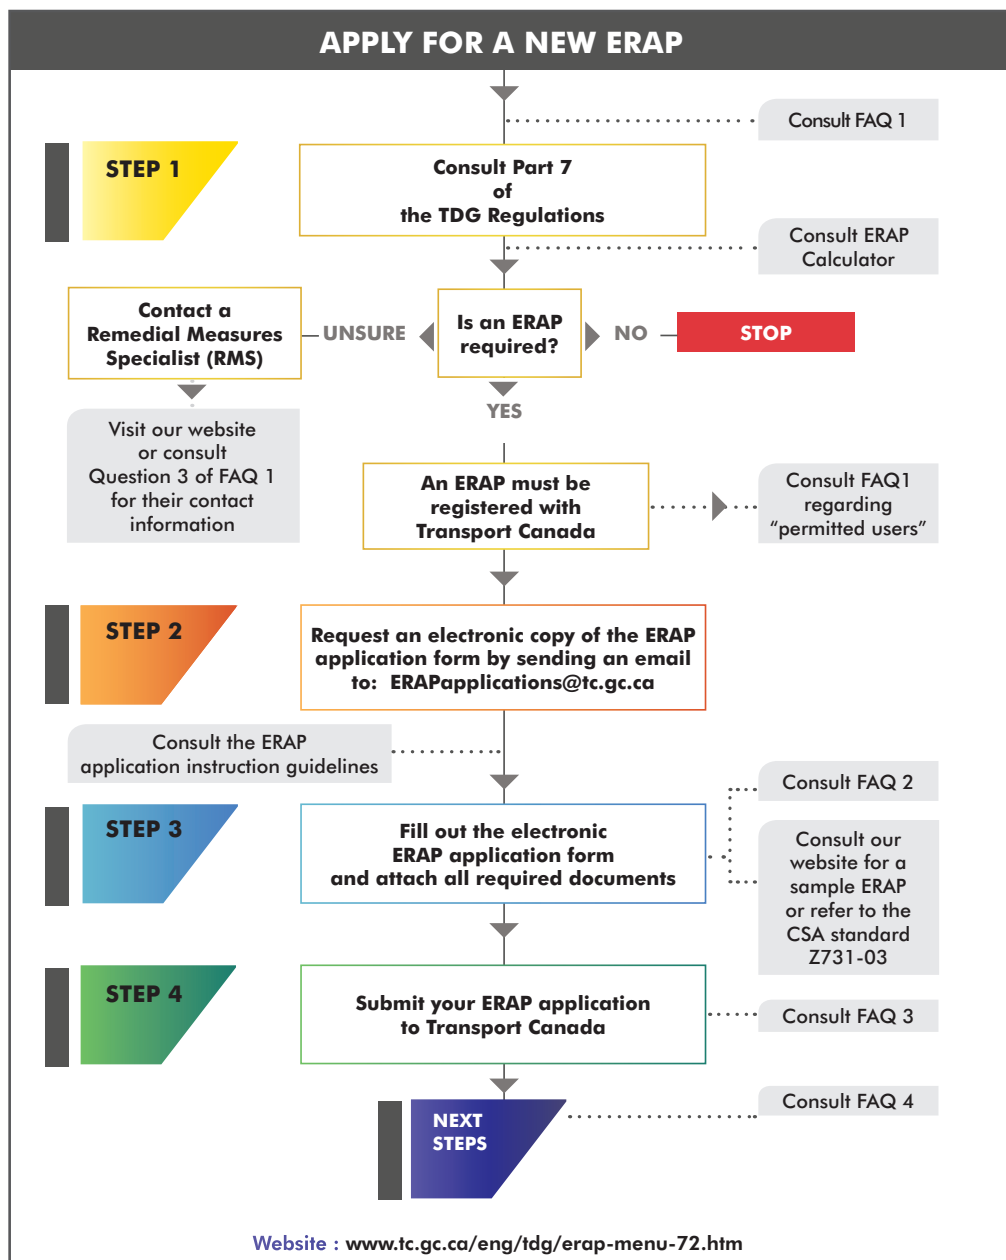 APPLY FOR A NEW ERAP
Consult FAQ 1
STEP 1
Consult Part 7
of
the TDG Regulations
Consult ERAP
Calculator
Contact a
Remedial Measures
Specialist (RMS)
UNSURE
Is an ERAP
required?
NO
STOP
YES
Visit our website
or consult
Question 3 of FAQ 1
for their contact
information
An ERAP must be
registered with
Transport Canada
Consult FAQ1
regarding
“permitted users”
STEP 2
Request an electronic copy of the ERAP
application form by sending an email
to: ERAPapplications@tc.gc.ca
Consult the ERAP
application instruction guidelines
STEP 3
Fill out the electronic
ERAP application form
and attach all required documents
Consult FAQ 2
Consult our
website for a
sample ERAP
or refer to the
CSA standard
Z731-03
STEP 4
Submit your ERAP application
to Transport Canada
Consult FAQ 3
NEXT
STEPS
Consult FAQ 4
Website : www.tc.gc.ca/eng/tdg/erap-menu-72.htm